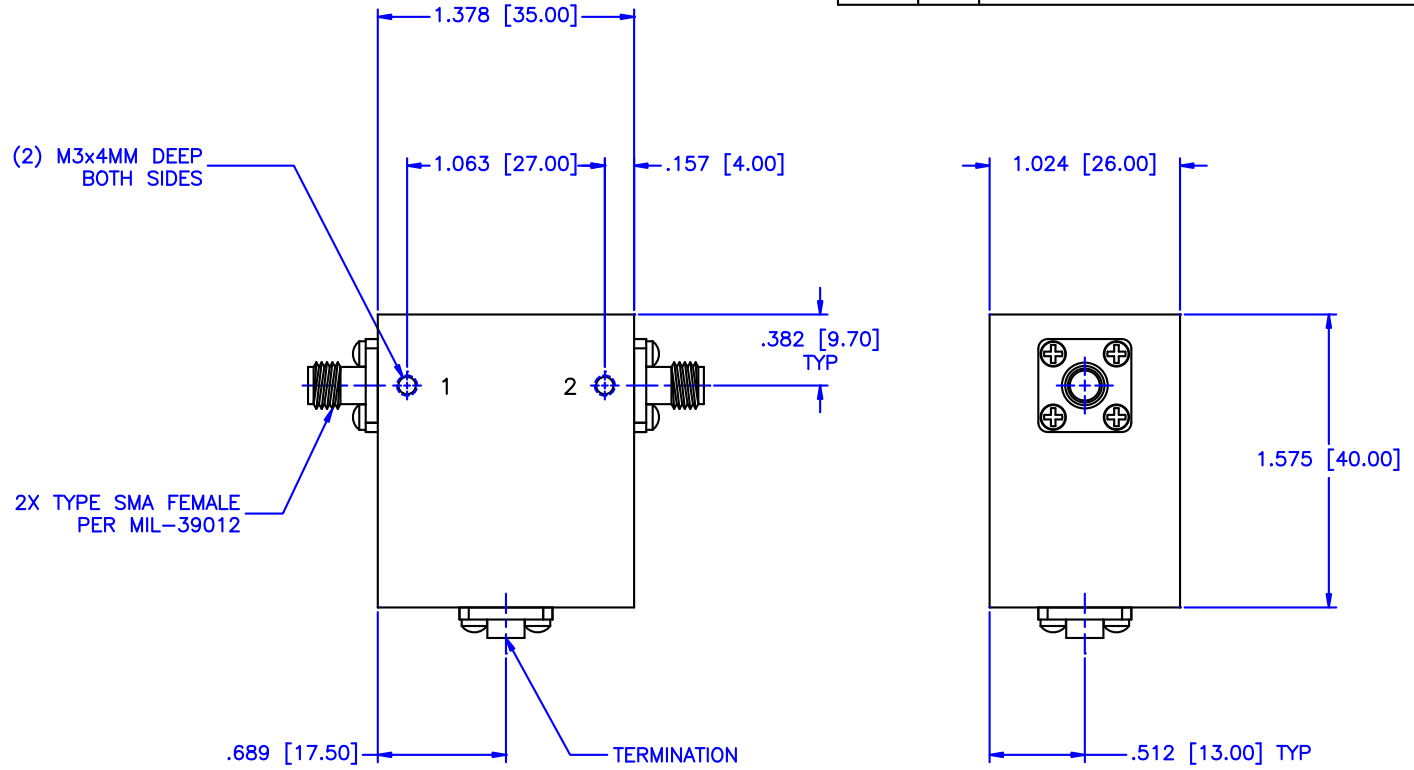 1.378 [35.00]
(2) M3x4MM DEEP
BOTH SIDES
1.063 [27.00]
.157 [4.00]
1.024 [26.00]
.382 [9.70]
TYP
1
2
1.575 [40.00]
2X TYPE SMA FEMALE
PER MIL-39012
.689 [17.50]
TERMINATION
.512 [13.00] TYP